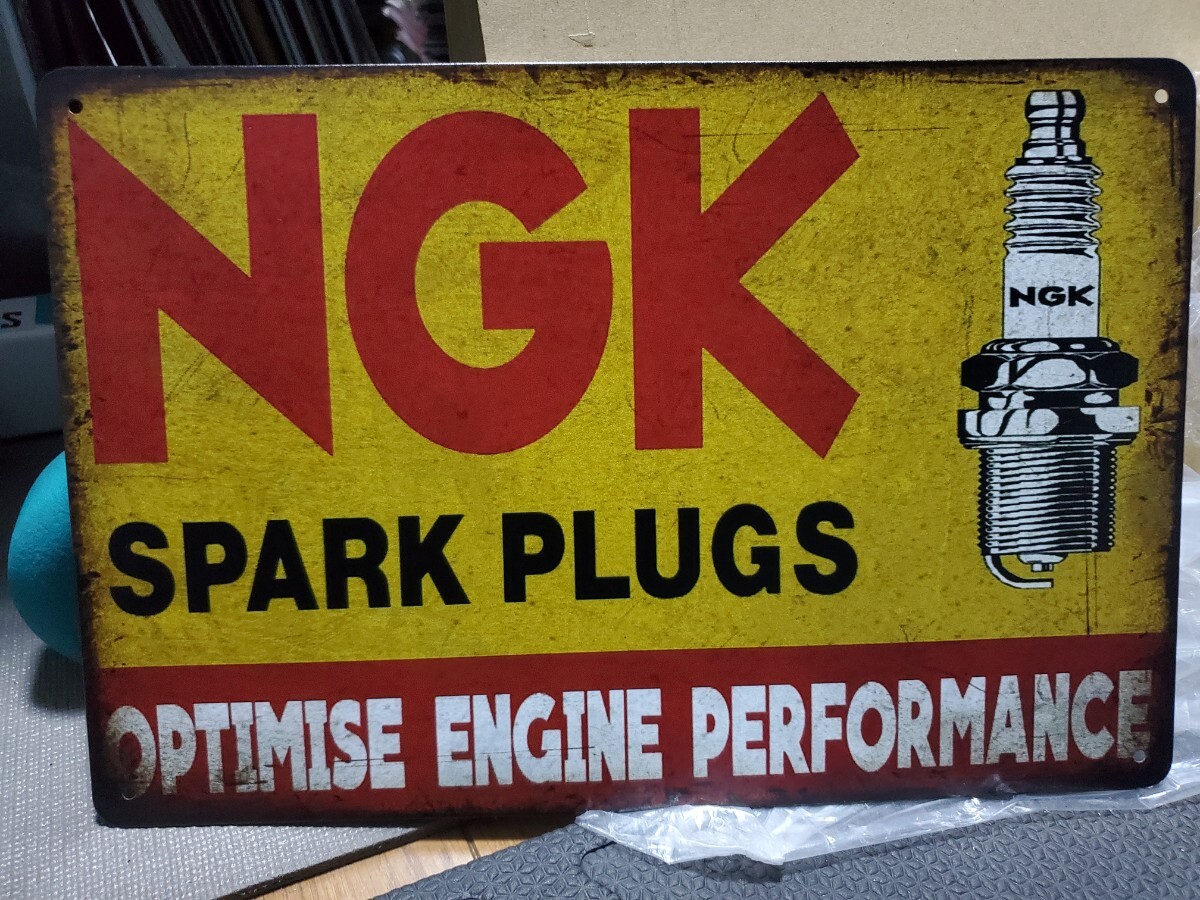 NGK
NGK
SPARK PLUGS
OPTIMISE ENGINE PERFORMANCE
S